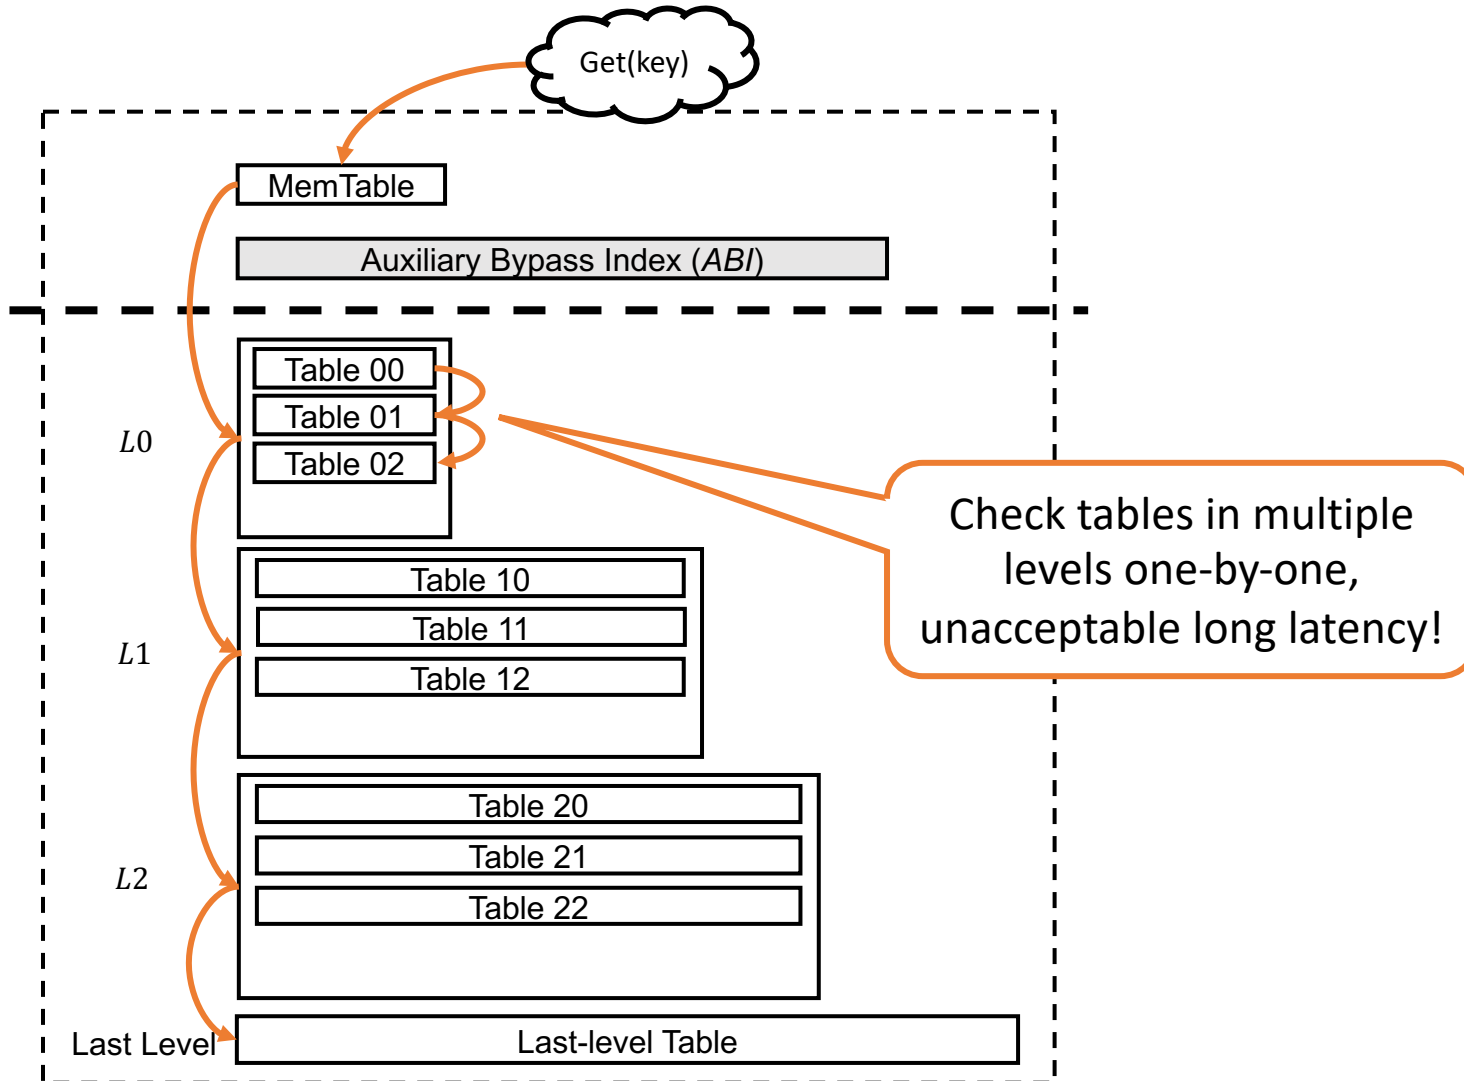 Get(key)
MemTable
Auxiliary Bypass Index (ABI)
L0
Table 00
Table 01
Table 02
Check tables in multiple
levels one-by-one,
unacceptable long latency!
L1
Table 10
Table 11
Table 12
L2
Table 20
Table 21
Table 22
Last Level
Last-level Table